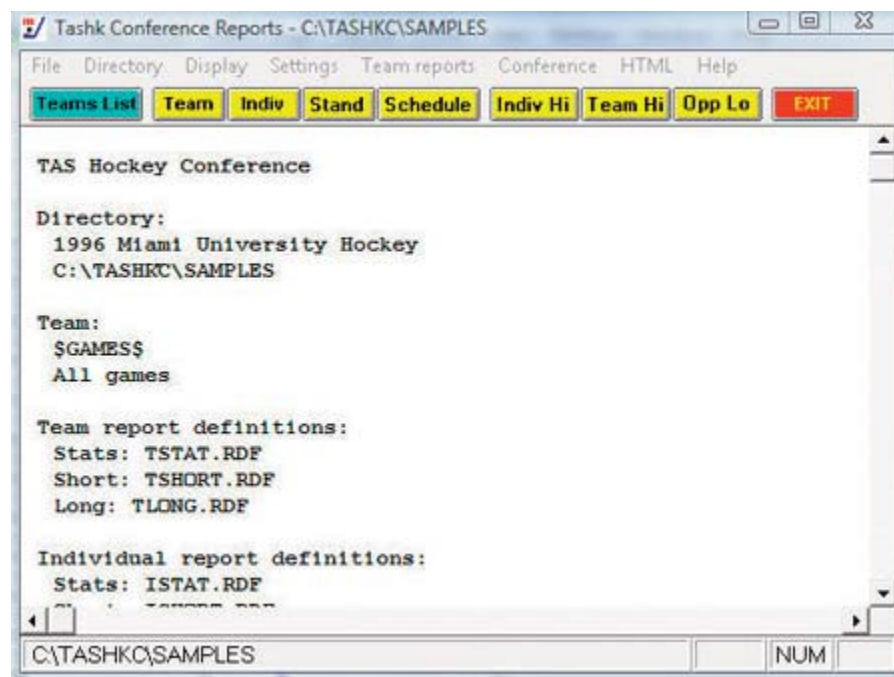 Tashk Conference Reports - C:\TASHKC\SAMPLES
File Directory Display Settings Team reports Conference HTML Help
Teams List Team Indiv Stand Schedule Indiv Hi Team Hi Opp Lo EXIT
TAS Hockey Conference
Directory:
1996 Miami University Hockey
C:\TASHKC\SAMPLES
Team:
$GAMES$
All games
Team report definitions:
Stats: TSTAT.RDF
Short: TSHORT.RDF
Long: TLONG.RDF
Individual report definitions:
Stats: ISTAT.RDF
C:\TASHKC\SAMPLES NUM